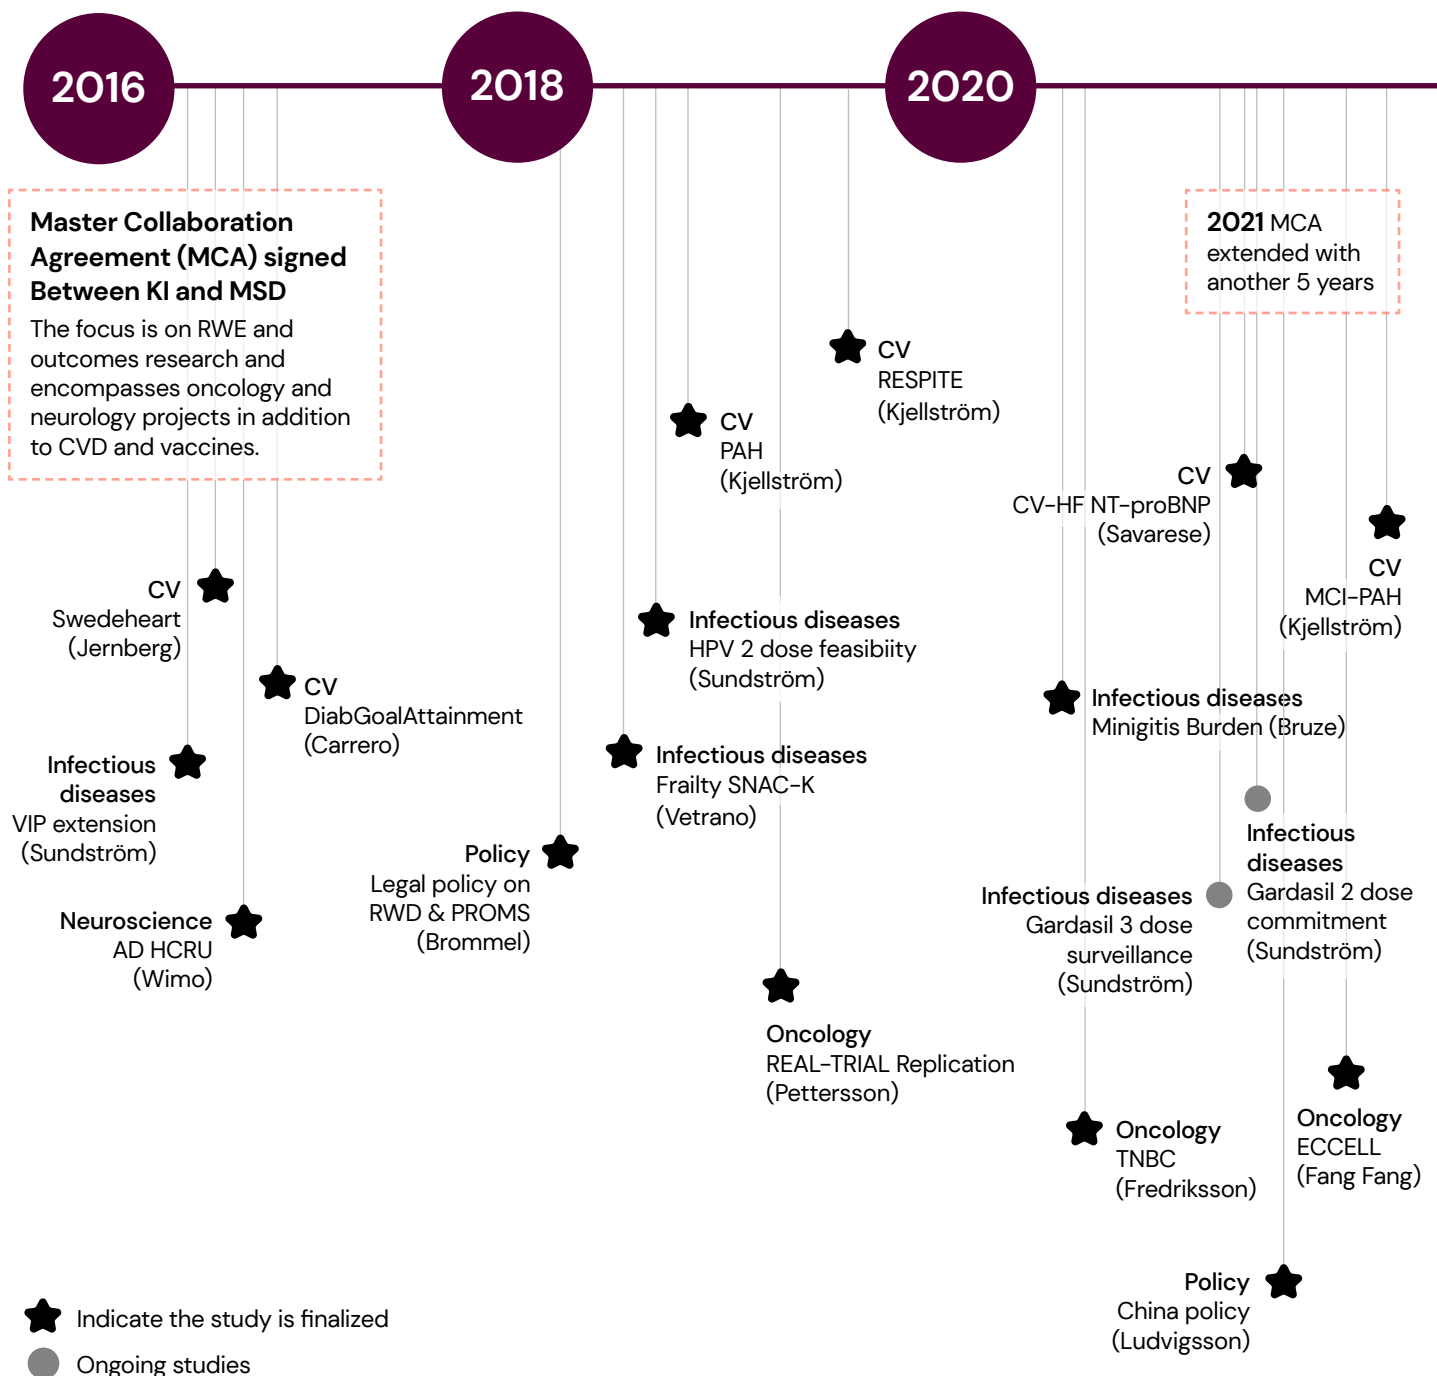 2016
2018
2020
Master Collaboration
Agreement (MCA) signed
Between KI and MSD
The focus is on RWE and
outcomes research and
encompasses oncology and
neurology projects in addition
to CVD and vaccines.
2021 MCA
extended with
another 5 years
CV
RESPITE
(Kjellström)
CV
PAH
(Kjellström)
CV
CV-HF NT-proBNP
(Savarese)
CV
MCI-PAH
(Kjellström)
CV
Swedeheart
(Jernberg)
CV
DiabGoalAttainment
(Carrero)
Infectious diseases
HPV 2 dose feasibiity
(Sundström)
Infectious diseases
Minigitis Burden (Bruze)
Infectious
diseases
VIP extension
(Sundström)
Infectious diseases
Frailty SNAC-K
(Vetrano)
Policy
Legal policy on
RWD & PROMS
(Brommel)
Infectious
diseases
Gardasil 2 dose
commitment
(Sundström)
Infectious diseases
Gardasil 3 dose
surveillance
(Sundström)
Neuroscience
AD HCRU
(Wimo)
Oncology
REAL-TRIAL Replication
(Pettersson)
Oncology
TNBC
(Fredriksson)
Oncology
ECCELL
(Fang Fang)
Policy
China policy
(Ludvigsson)
Indicate the study is finalized
Ongoing studies